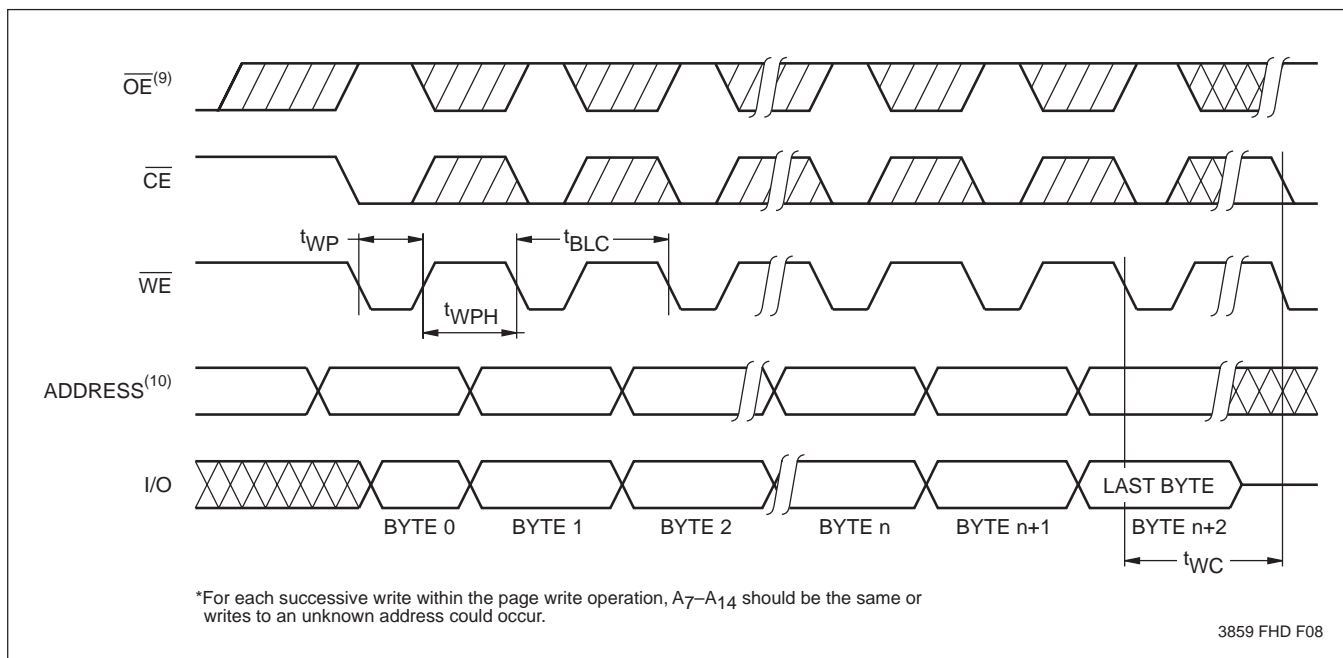 OE(9)
CE
tWP
tBLC
WE
tWPH
ADDRESS(10)
I/O
LAST BYTE
BYTE 0
BYTE 1
BYTE 2
BYTE n
BYTE n+1
BYTE n+2
tWC
*For each successive write within the page write operation, A7–A14 should be the same or
writes to an unknown address could occur.
3859 FHD F08